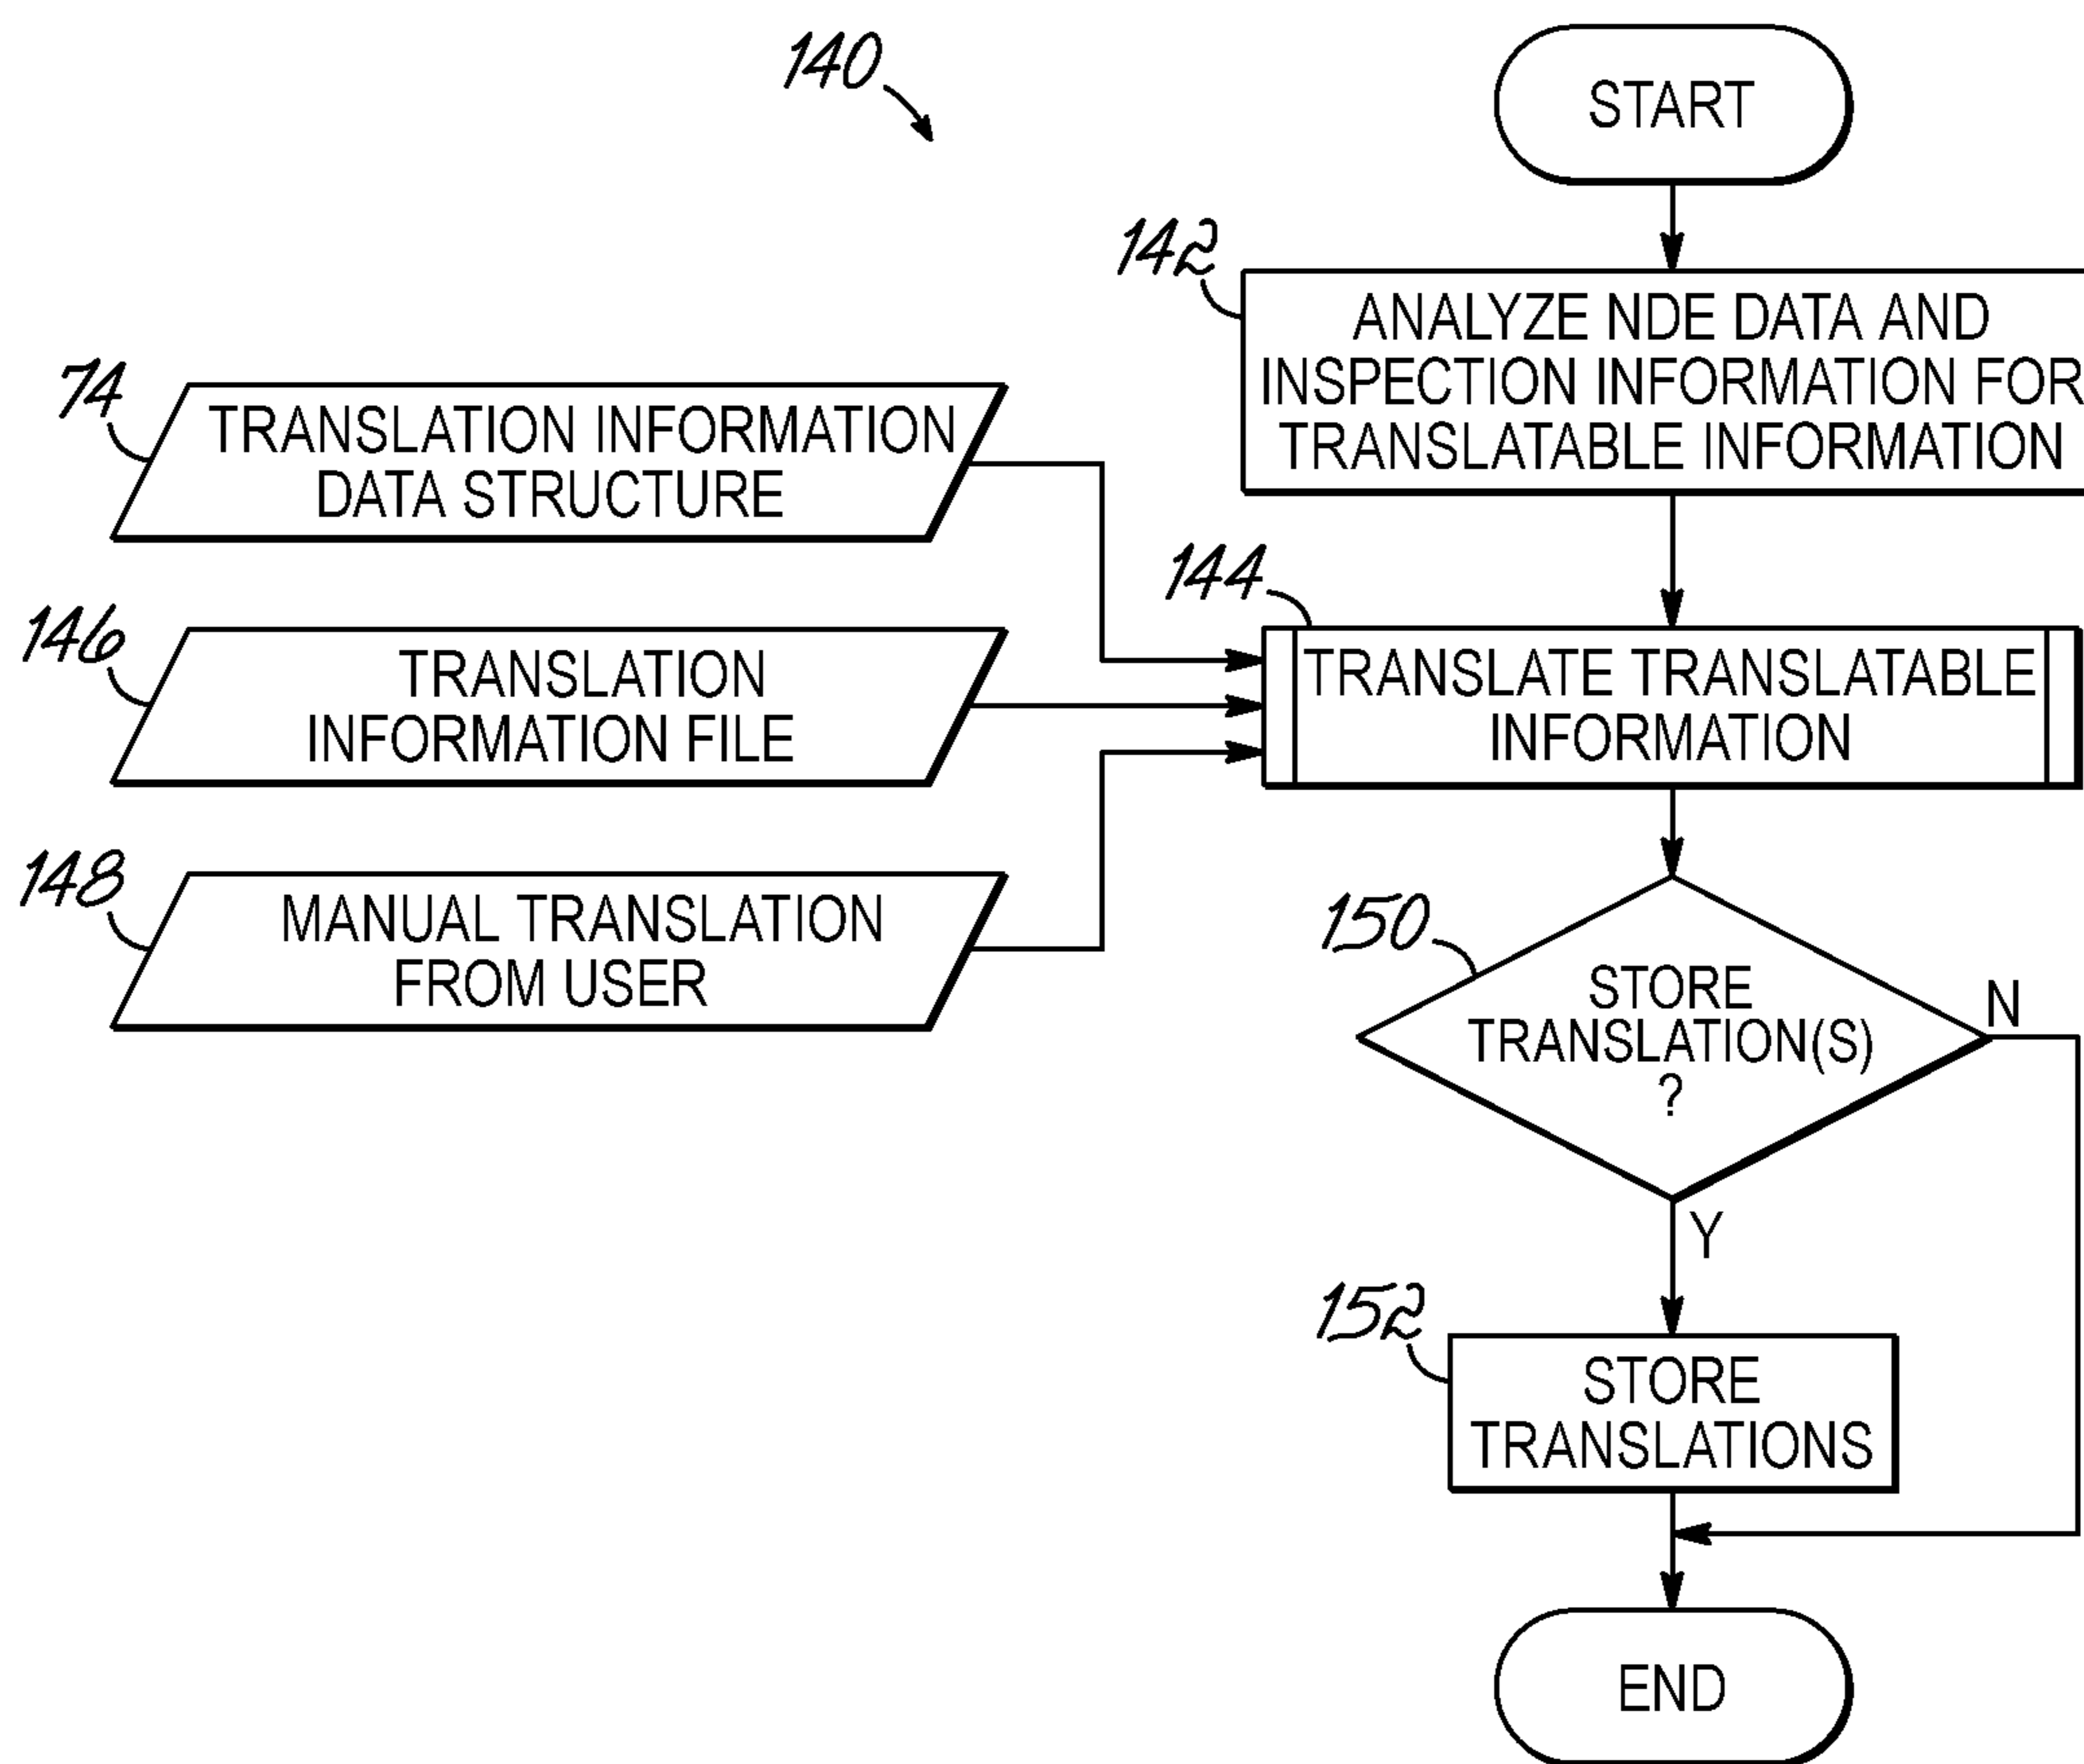 140
START
142
ANALYZE NDE DATA AND
INSPECTION INFORMATION FOR
TRANSLATABLE INFORMATION
74
TRANSLATION INFORMATION
DATA STRUCTURE
144
TRANSLATE TRANSLATABLE
INFORMATION
146
TRANSLATION
INFORMATION FILE
148
MANUAL TRANSLATION
FROM USER
150
STORE
TRANSLATION(S)
?
N
Y
152
STORE
TRANSLATIONS
END